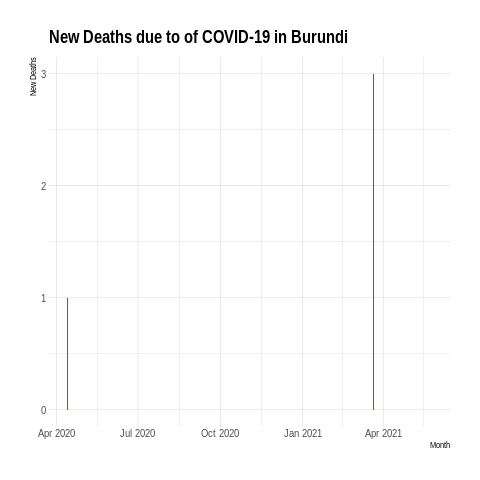 New Deaths due to of COVID-19 in Burundi
New Deaths
3
2
1
0
Apr 2020 Jul 2020 Oct 2020 Jan 2021 Apr 2021
Month